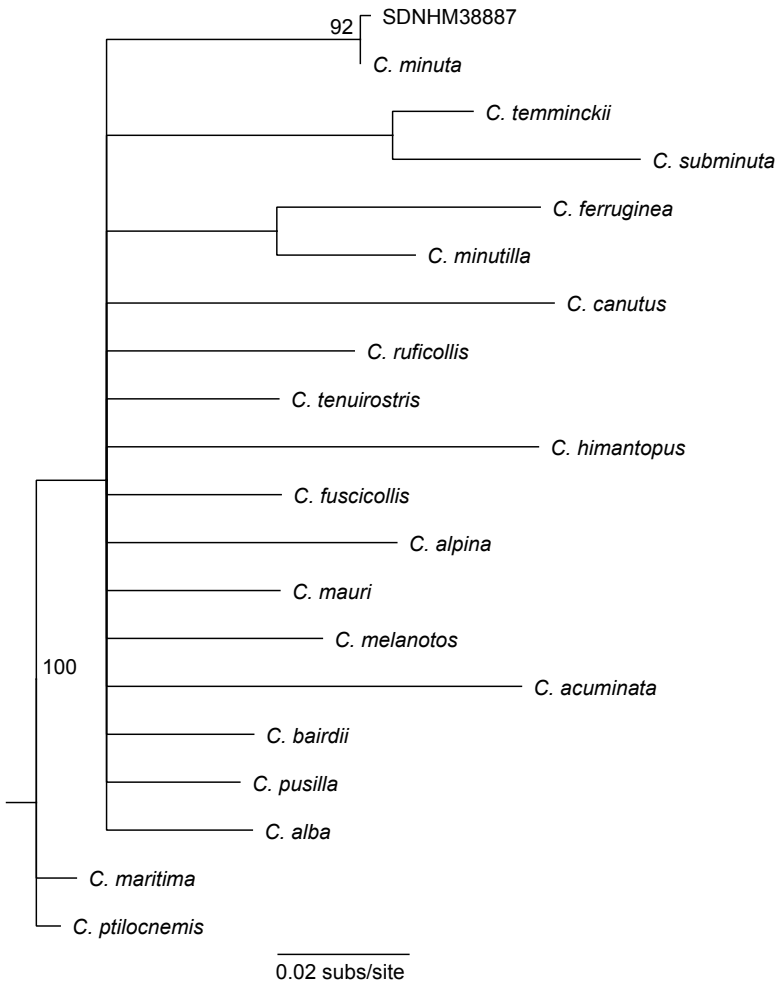 92
SDNHM38887
C. minuta
C. temminckii
C. subminuta
C. ferruginea
C. minutilla
C. canutus
C. ruficollis
C. tenuirostris
C. himantopus
C. fuscicollis
C. alpina
C. mauri
C. melanotos
100
C. acuminata
C. bairdii
C. pusilla
C. alba
C. maritima
C. ptilocnemis
0.02 subs/site